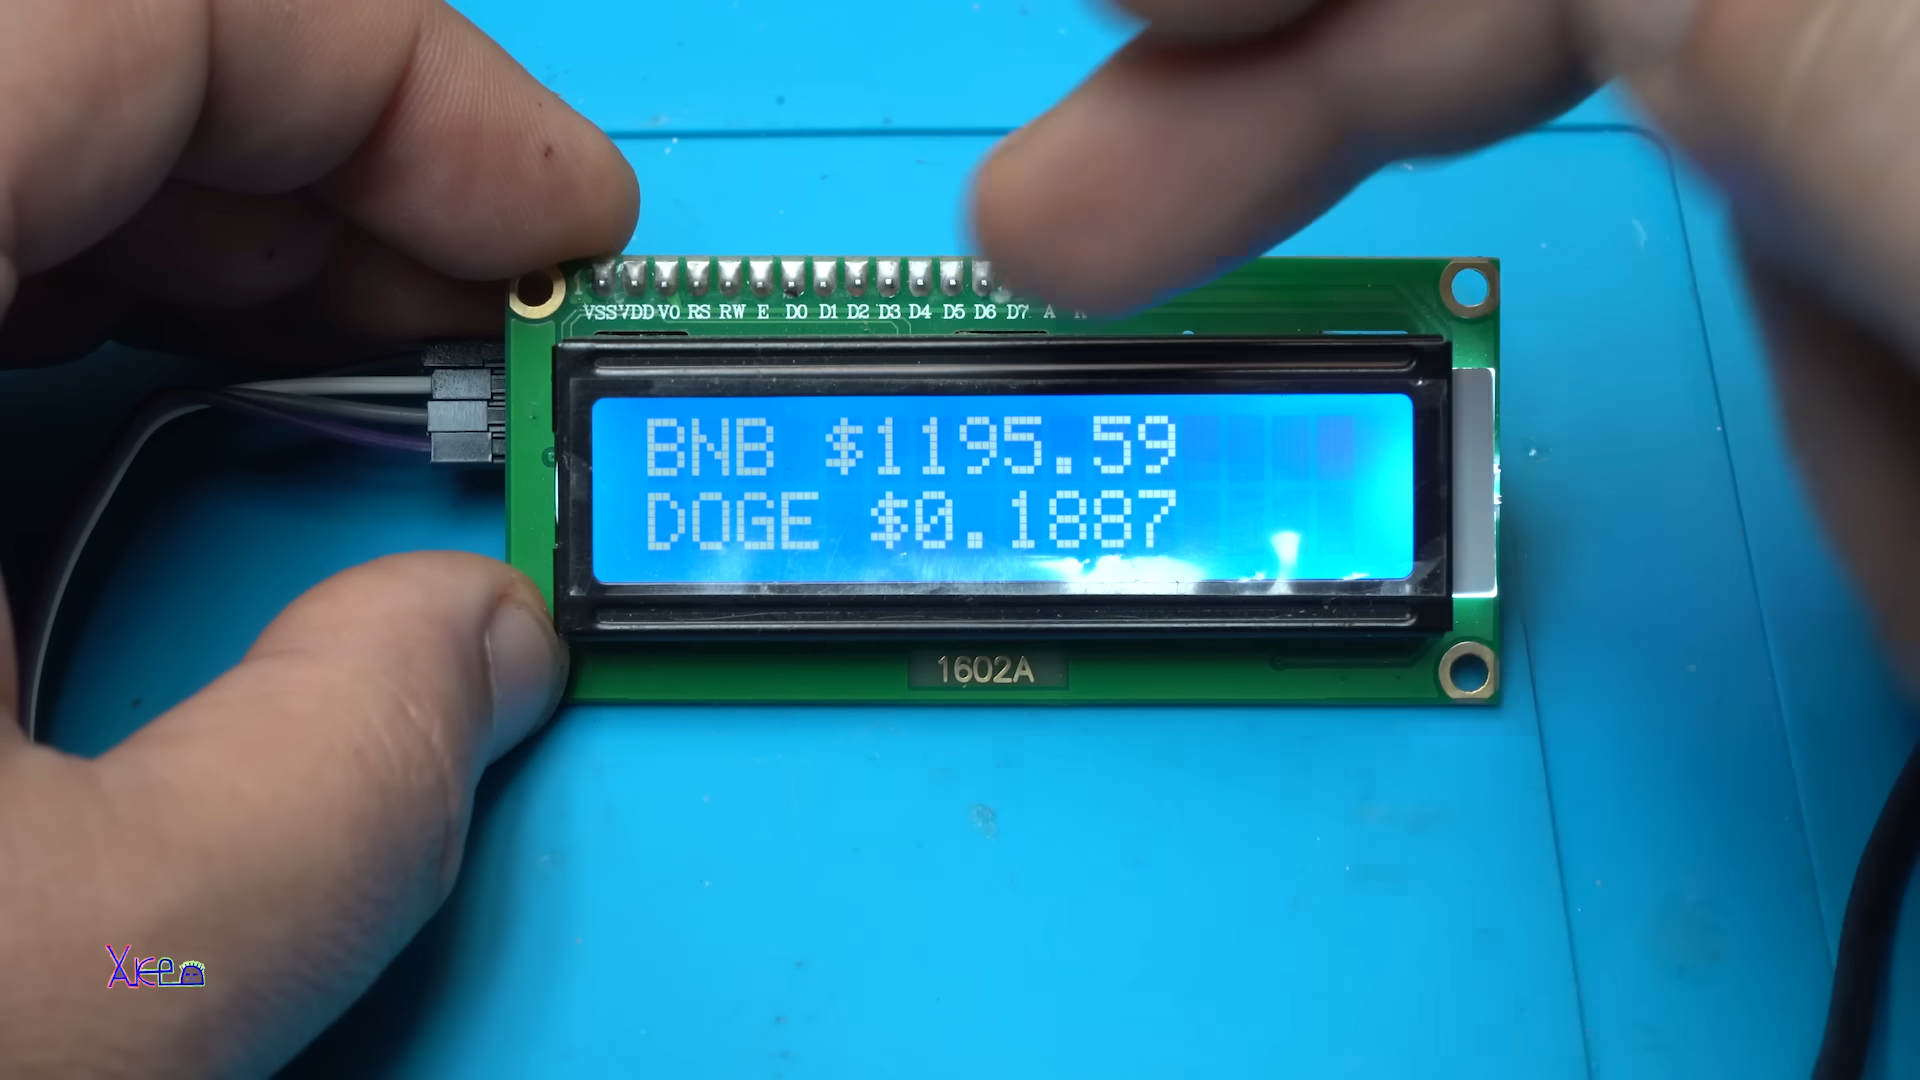 VSS VDD V0 RS RW E D0 D1 D2 D3 D4 D5 D6 D7 A K
BNB $1195.59
DOGE $0.1887
1602A